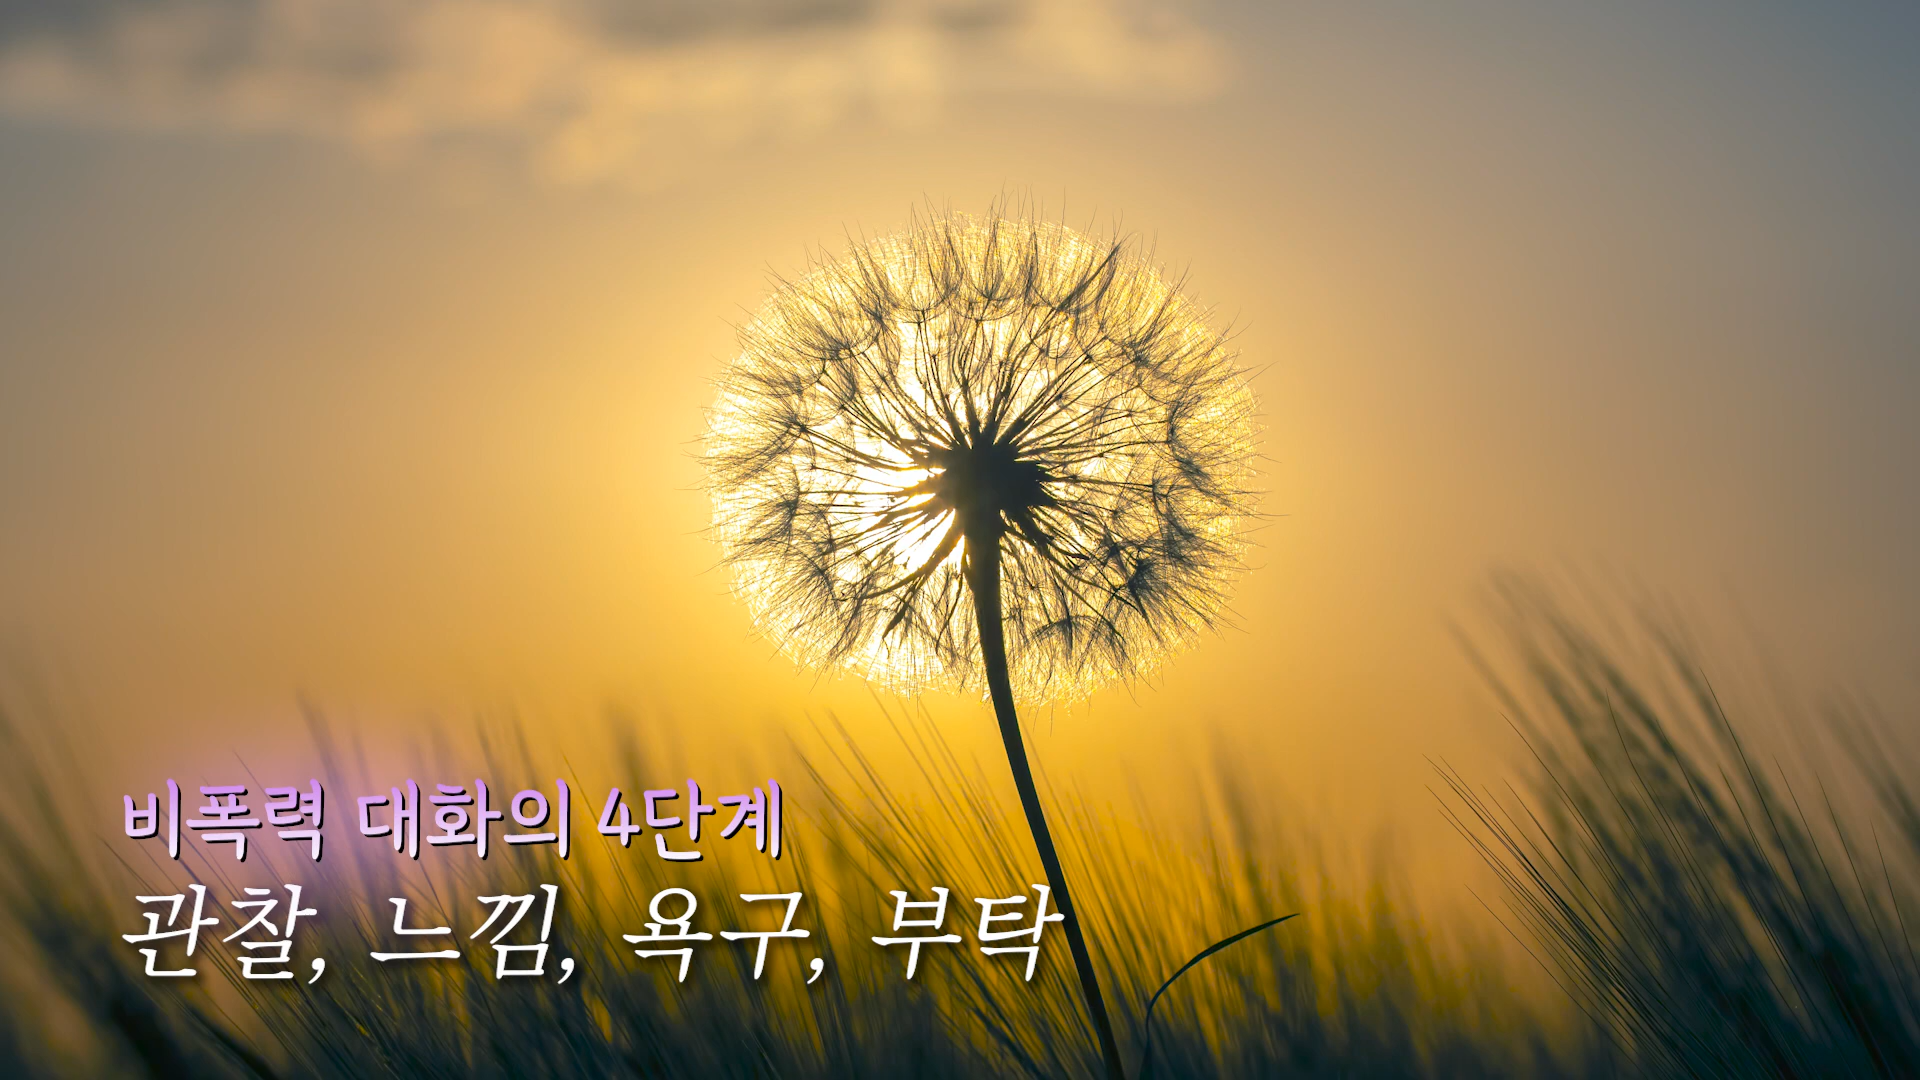 비폭력 대화의 4단계
관찰, 느낌, 욕구, 부탁